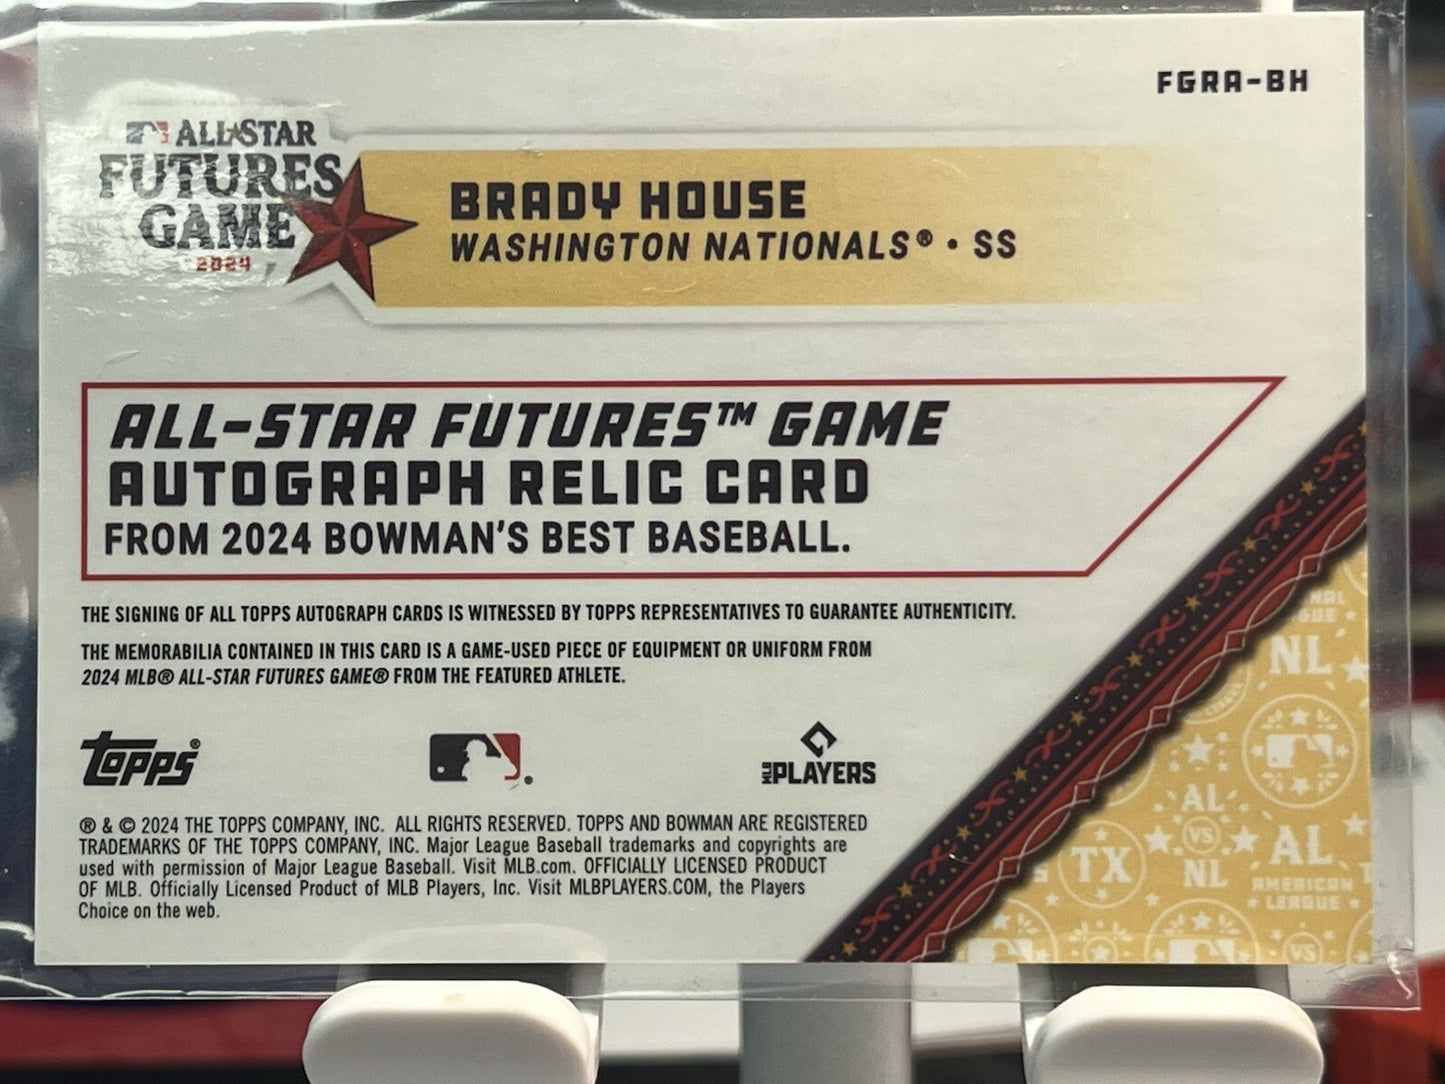 FGRA-BH
ALL★STAR
FUTURES
GAME
2024
BRADY HOUSE
WASHINGTON NATIONALS® • SS
ALL-STAR FUTURES™ GAME
AUTOGRAPH RELIC CARD
FROM 2024 BOWMAN'S BEST BASEBALL.
THE SIGNING OF ALL TOPPS AUTOGRAPH CARDS IS WITNESSED BY TOPPS REPRESENTATIVES TO GUARANTEE AUTHENTICITY.
THE MEMORABILIA CONTAINED IN THIS CARD IS A GAME-USED PIECE OF EQUIPMENT OR UNIFORM FROM
2024 MLB® ALL-STAR FUTURES GAME® FROM THE FEATURED ATHLETE.
TOPPS®
MLB PLAYERS
® & © 2024 THE TOPPS COMPANY, INC. ALL RIGHTS RESERVED. TOPPS AND BOWMAN ARE REGISTERED
TRADEMARKS OF THE TOPPS COMPANY, INC. Major League Baseball trademarks and copyrights are
used with permission of Major League Baseball. Visit MLB.com. OFFICIALLY LICENSED PRODUCT
OF MLB. Officially Licensed Product of MLB Players, Inc. Visit MLBPLAYERS.COM, the Players
Choice on the web.
NL
AL
VS
NL
TX
AL
AMERICAN
LEAGUE
VS